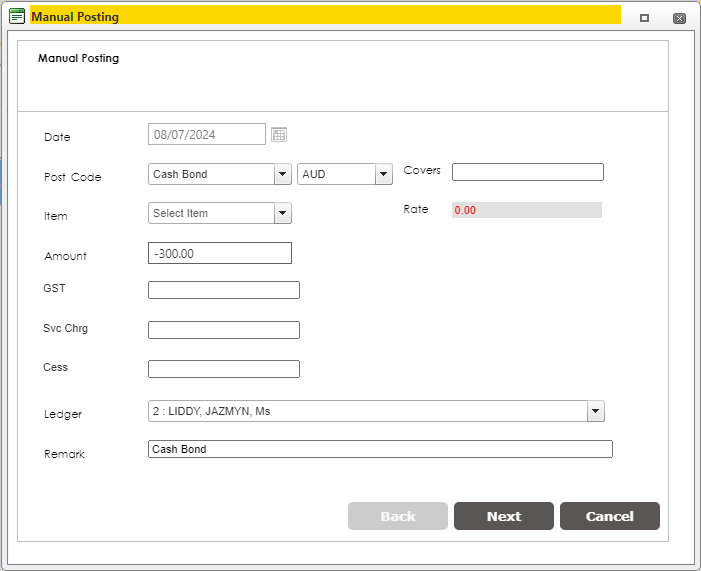 Manual Posting
Manual Posting
Date 08/07/2024
Post Code Cash Bond AUD Covers
Item Select Item Rate 0.00
Amount -300.00
GST
Svc Chrg
Cess
Ledger 2 : LIDDY, JAZMYN, Ms
Remark Cash Bond
Back Next Cancel